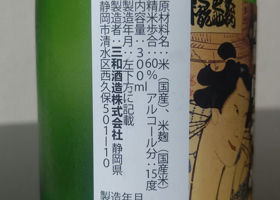 原材料名：米（国産）、米麹（国産米）
精米歩合：60％　アルコール分：15度
内容量：300ml
製造年月：左下方に記載
製造者：三和酒造株式会社 静岡県
静岡市清水区西久保501-10
製造年月